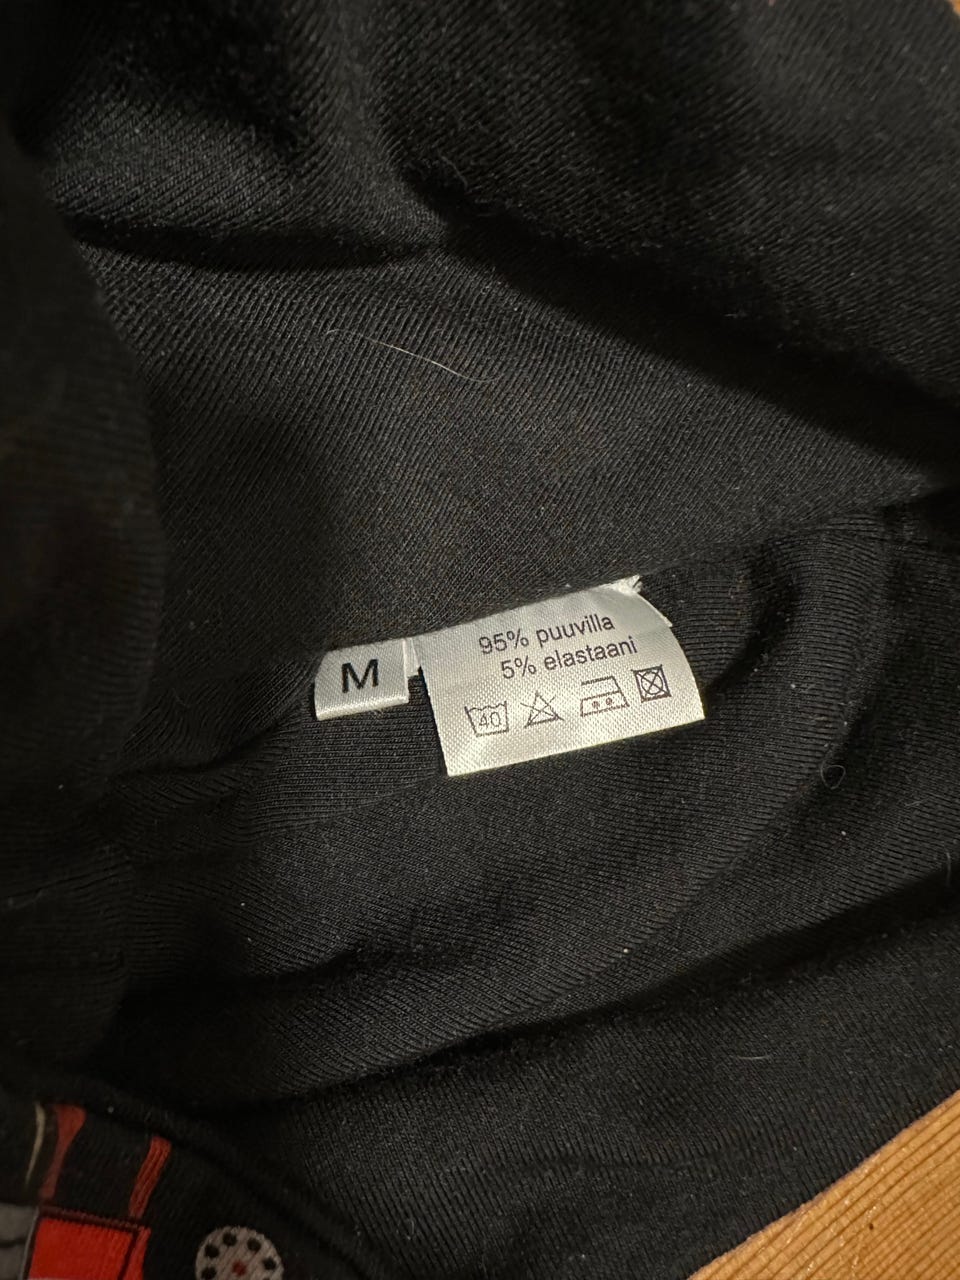 M
95% puuvilla
5% elastaani
40